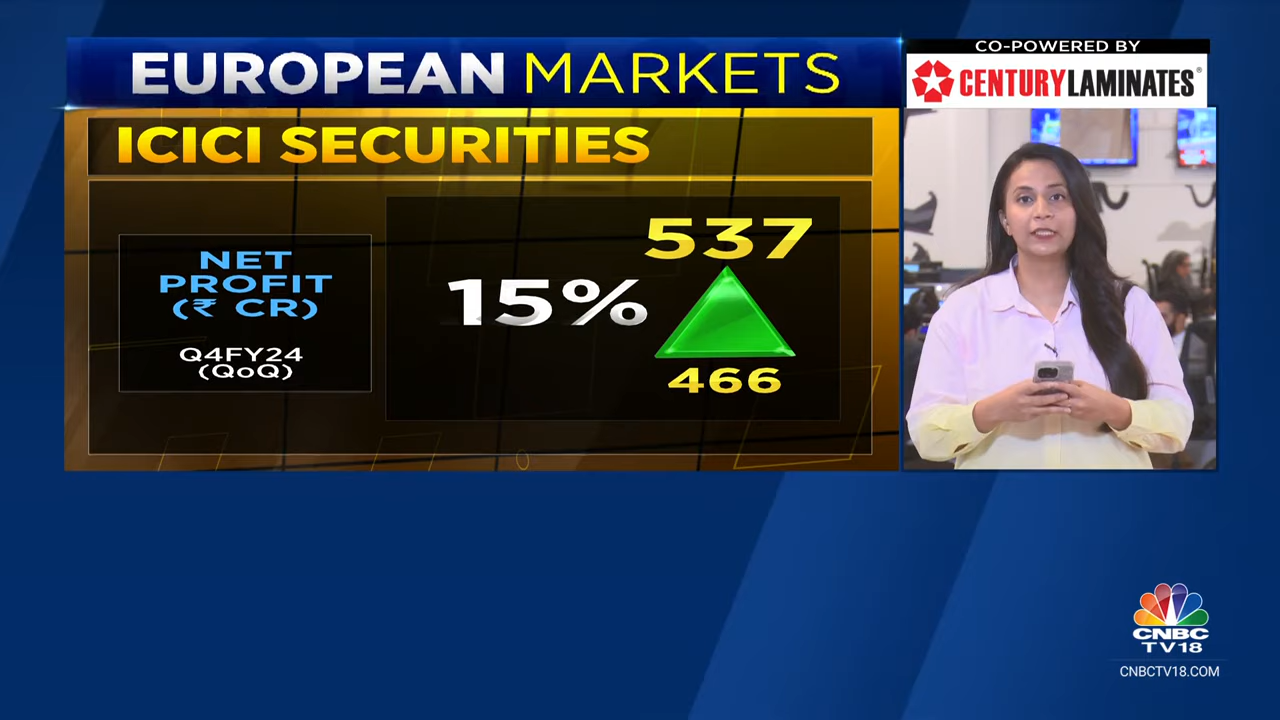 EUROPEAN MARKETS
CO-POWERED BY
CENTURYLAMINATES®
ICICI SECURITIES
NET
PROFIT
(₹ CR)
Q4FY24
(QoQ)
537
15%
466
CNBC
TV18
CNBCTV18.COM